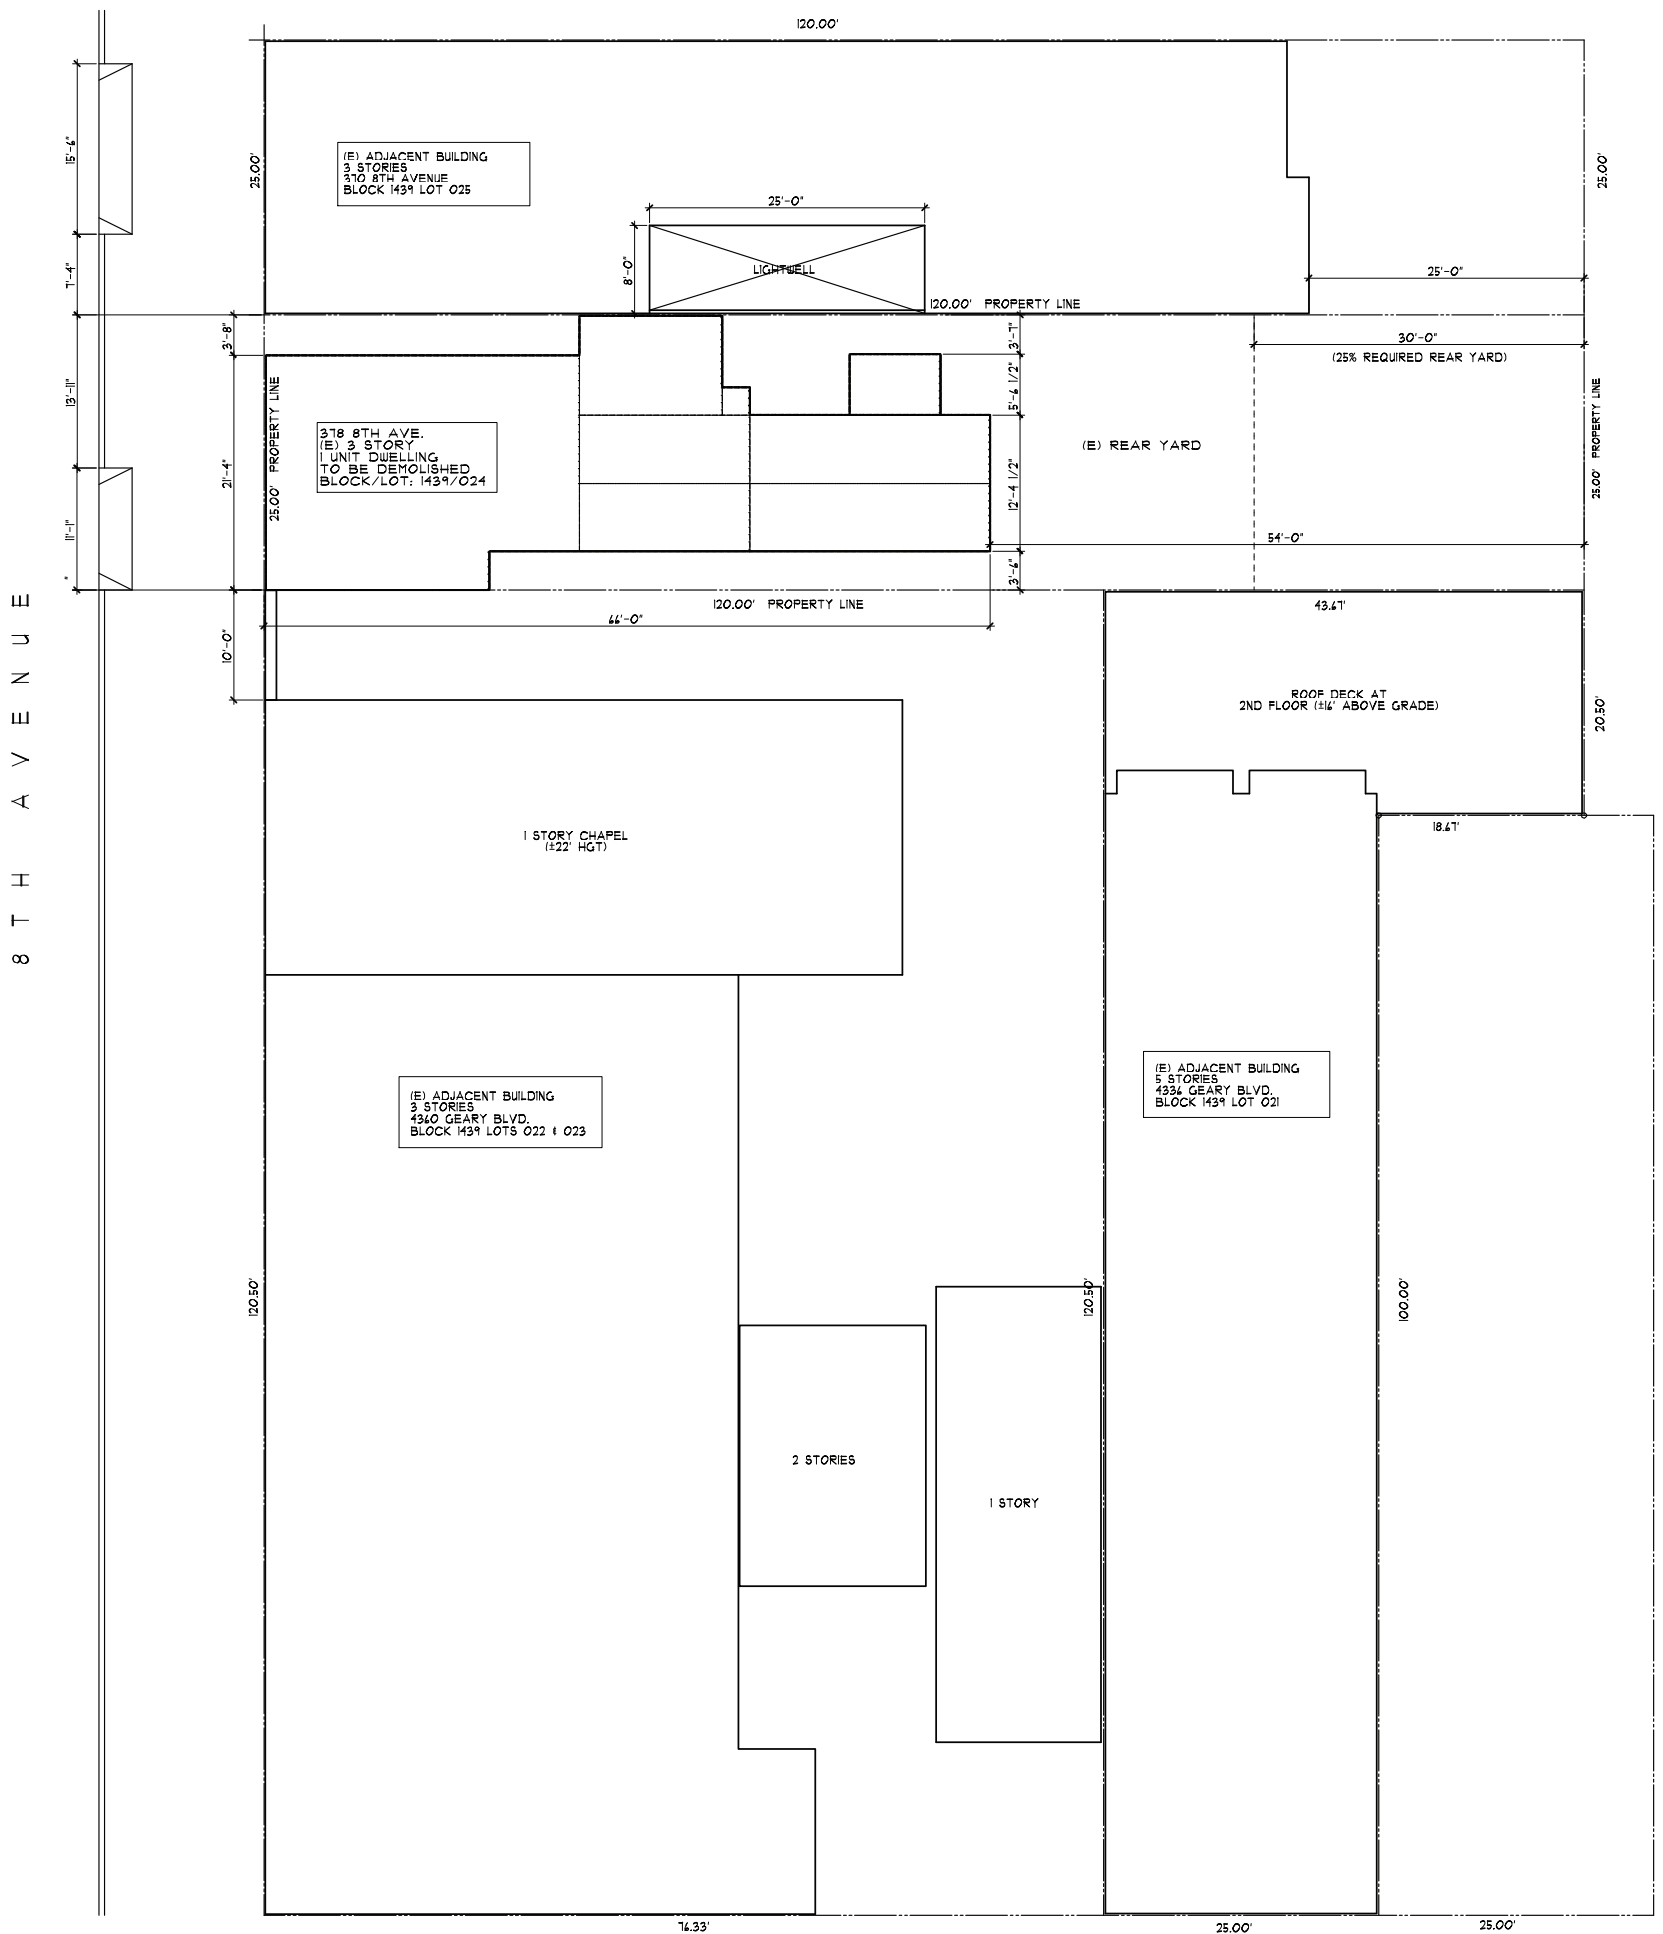 120.00'
15'-6"
25.00'
(E) ADJACENT BUILDING
3 STORIES
370 8TH AVENUE
BLOCK 1439 LOT 025
25.00'
25'-0"
8'-0"
LIGHTWELL
7'-4"
25'-0"
120.00' PROPERTY LINE
3'-8"
3'-7"
30'-0"
(25% REQUIRED REAR YARD)
13'-11"
25.00' PROPERTY LINE
5'-6 1/2"
378 8TH AVE.
(E) 3 STORY
1 UNIT DWELLING
TO BE DEMOLISHED
BLOCK/LOT: 1439/024
(E) REAR YARD
25.00' PROPERTY LINE
21'-4"
12'-4 1/2"
11'-1"
"
54'-0"
3'-6"
120.00' PROPERTY LINE
66'-0"
43.67'
10'-0"
8TH AVENUE
ROOF DECK AT
2ND FLOOR (±16' ABOVE GRADE)
20.50'
1 STORY CHAPEL
(±22' HGT)
18.67'
(E) ADJACENT BUILDING
3 STORIES
4360 GEARY BLVD.
BLOCK 1439 LOTS 022 & 023
(E) ADJACENT BUILDING
5 STORIES
4336 GEARY BLVD.
BLOCK 1439 LOT 021
120.50'
120.50'
100.00'
2 STORIES
1 STORY
76.33'
25.00'
25.00'